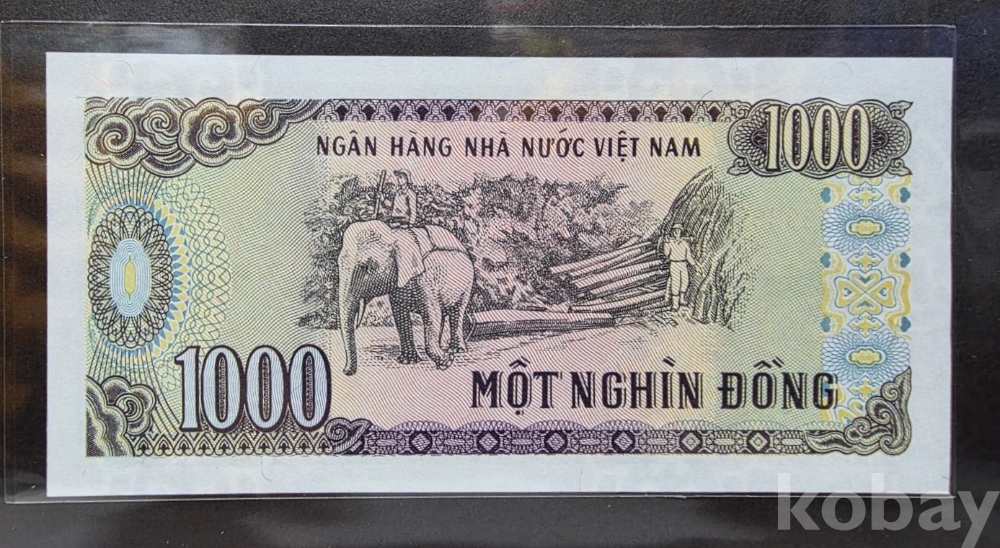 1000
NGÂN HÀNG NHÀ NƯỚC VIỆT NAM
1000
MỘT NGHÌN ĐỒNG
kobay